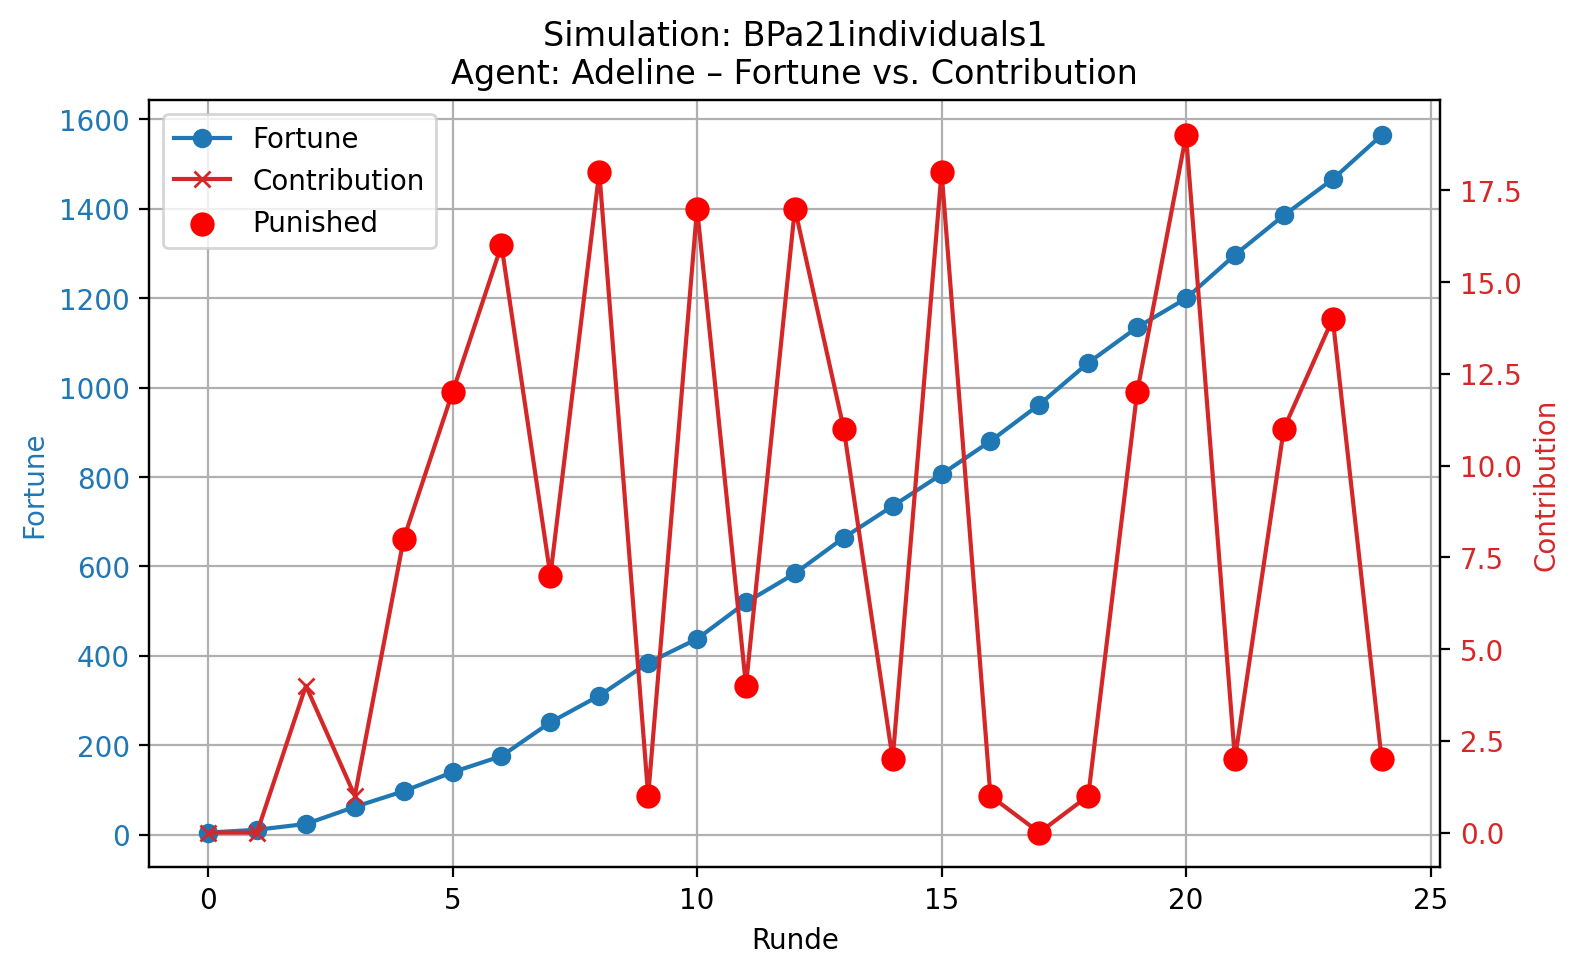 Simulation: BPa21individuals1
Agent: Adeline – Fortune vs. Contribution
Fortune
Contribution
Punished
1600
1400
1200
1000
800
600
400
200
0
Fortune
17.5
15.0
12.5
10.0
7.5
5.0
2.5
0.0
Contribution
0 5 10 15 20 25
Runde